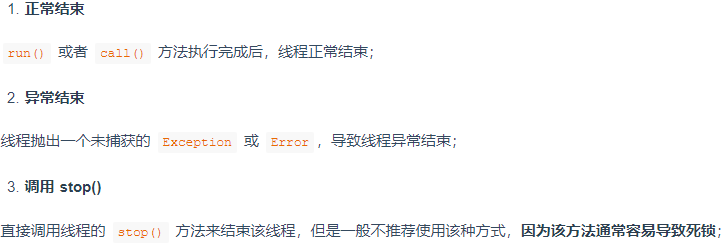 1. 正常结束
run() 或者 call() 方法执行完成后，线程正常结束；
2. 异常结束
线程抛出一个未捕获的 Exception 或 Error ，导致线程异常结束；
3. 调用 stop()
直接调用线程的 stop() 方法来结束该线程，但是一般不推荐使用该种方式，因为该方法通常容易导致死锁；